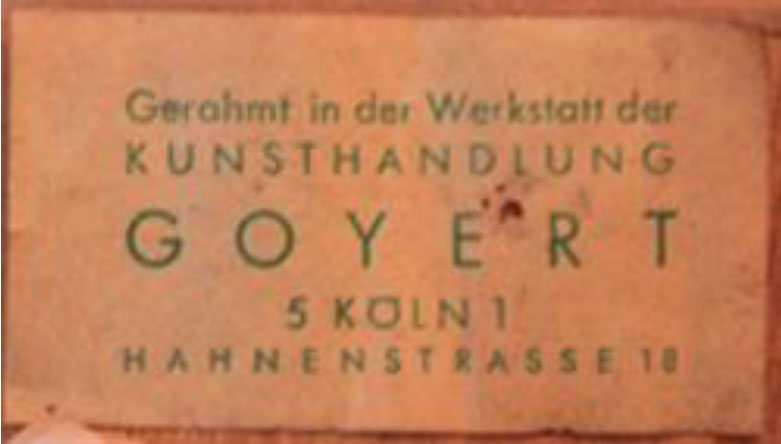 Gerahmt in der Werkstatt der
KUNSTHANDLUNG
GOYERT
5 KÖLN 1
HAHNENSTRASSE 18